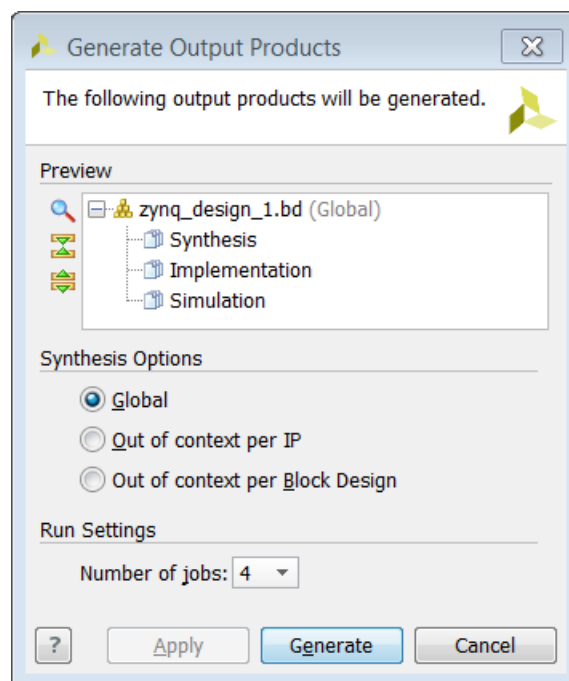 Generate Output Products
The following output products will be generated.
Preview
zynq_design_1.bd (Global)
Synthesis
Implementation
Simulation
Synthesis Options
Global
Out of context per IP
Out of context per Block Design
Run Settings
Number of jobs: 4
? Apply Generate Cancel